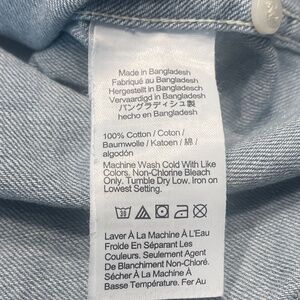 Made in Bangladesh
Fabriqué au Bangladesh
Hergestellt in Bangladesch
Vervaardigd in Bangladesh
バングラディシュ製
hecho en Bangladesh
100% Cotton / Coton /
Baumwolle / Katoen / 綿 /
algodón
Machine Wash Cold With Like
Colors. Non-Chlorine Bleach
Only. Tumble Dry Low. Iron on
Lowest Setting.
Laver À La Machine À L'Eau
Froide En Séparant Les
Couleurs. Seulement Agent
De Blanchiment Non-Chloré.
Sécher À La Machine À
Basse Température. Fer Au